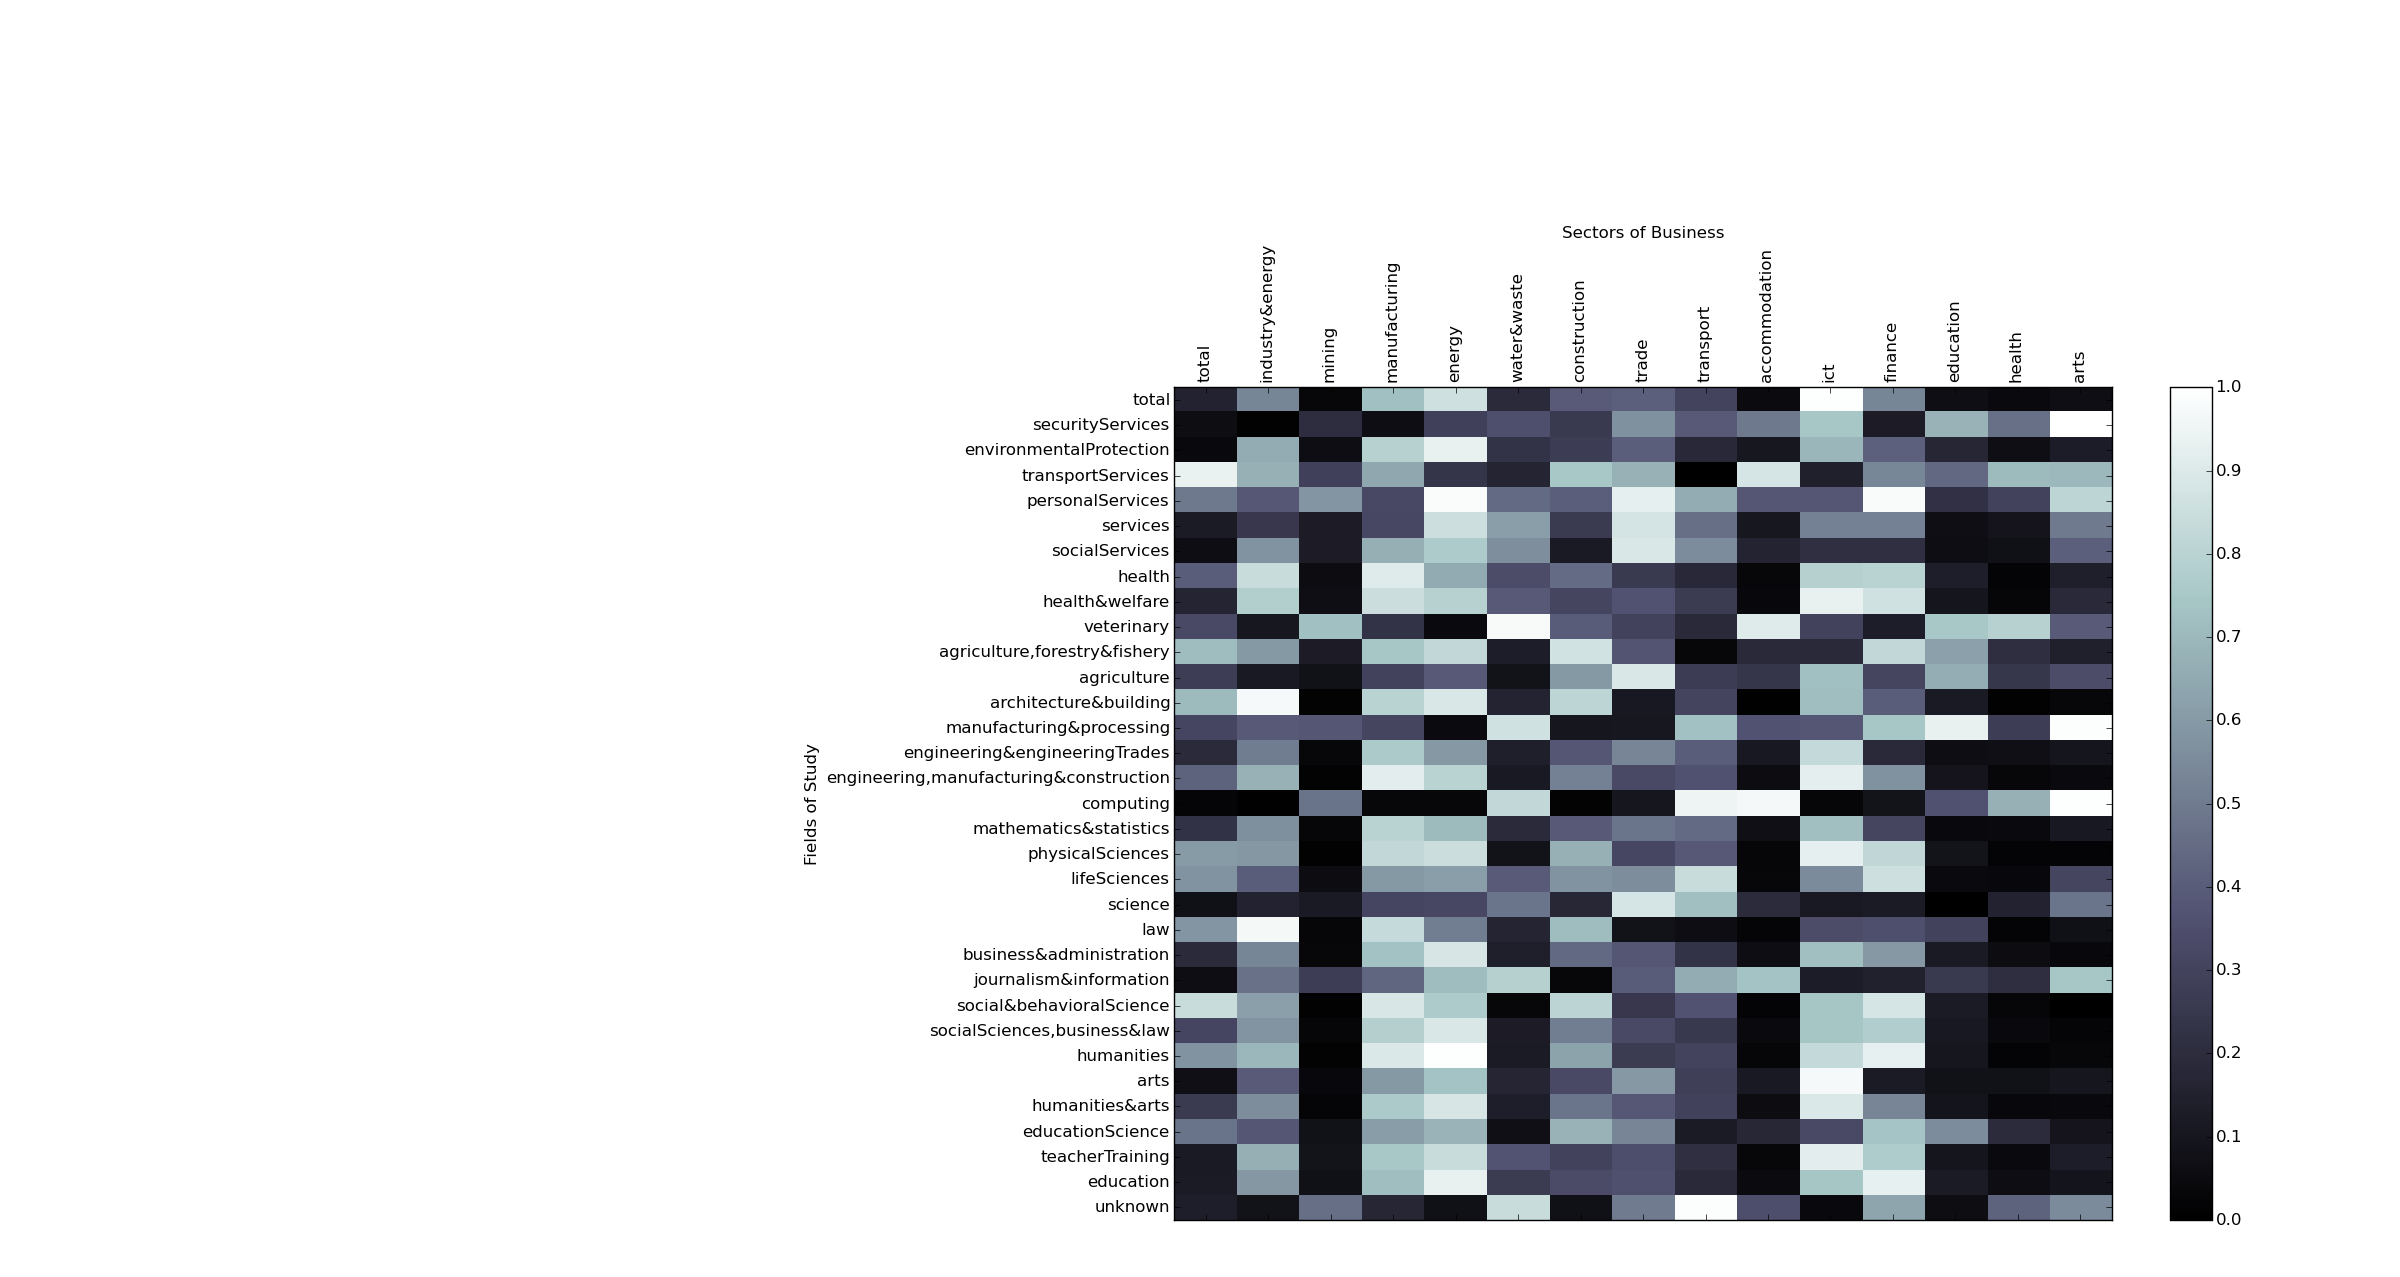 Sectors of Business
total
industry&energy
mining
manufacturing
energy
water&waste
construction
trade
transport
accommodation
ict
finance
education
health
arts
Fields of Study
total
securityServices
environmentalProtection
transportServices
personalServices
services
socialServices
health
health&welfare
veterinary
agriculture,forestry&fishery
agriculture
architecture&building
manufacturing&processing
engineering&engineeringTrades
engineering,manufacturing&construction
computing
mathematics&statistics
physicalSciences
lifeSciences
science
law
business&administration
journalism&information
social&behavioralScience
socialSciences,business&law
humanities
arts
humanities&arts
educationScience
teacherTraining
education
unknown
1.0
0.9
0.8
0.7
0.6
0.5
0.4
0.3
0.2
0.1
0.0